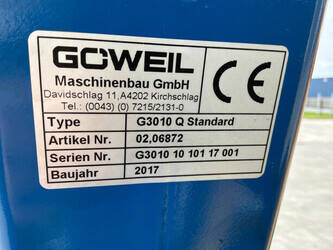 GÖWEIL
CE
Maschinenbau GmbH
Davidschlag 11,A4202 Kirchschlag
Tel.: (0043) (0) 7215/2131-0
Type G3010 Q Standard
Artikel Nr. 02,06872
Serien Nr. G3010 10 101 17 001
Baujahr 2017